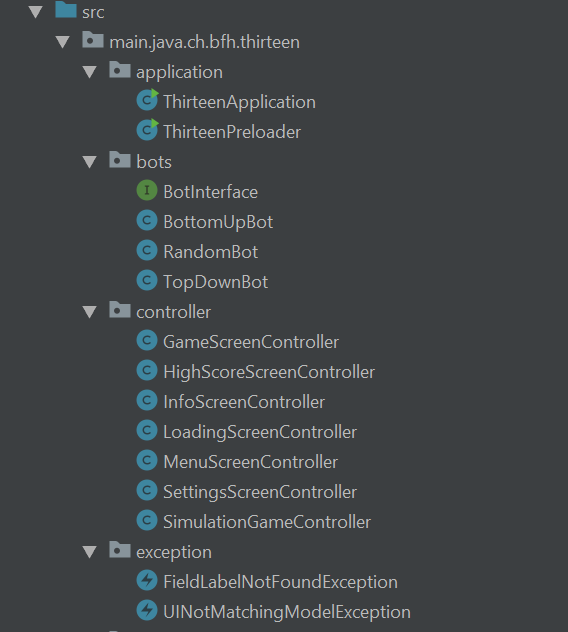 src
main.java.ch.bfh.thirteen
application
C ThirteenApplication
C ThirteenPreloader
bots
I BotInterface
C BottomUpBot
C RandomBot
C TopDownBot
controller
C GameScreenController
C HighScoreScreenController
C InfoScreenController
C LoadingScreenController
C MenuScreenController
C SettingsScreenController
C SimulationGameController
exception
FieldLabelNotFoundException
UINotMatchingModelException